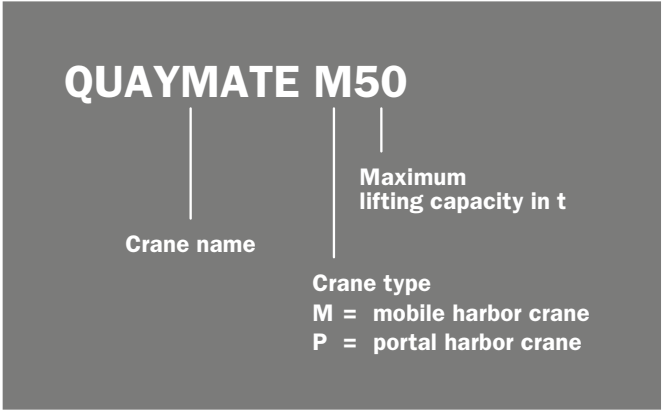 QUAYMATE M50
Maximum
lifting capacity in t
Crane name
Crane type
M = mobile harbor crane
P = portal harbor crane